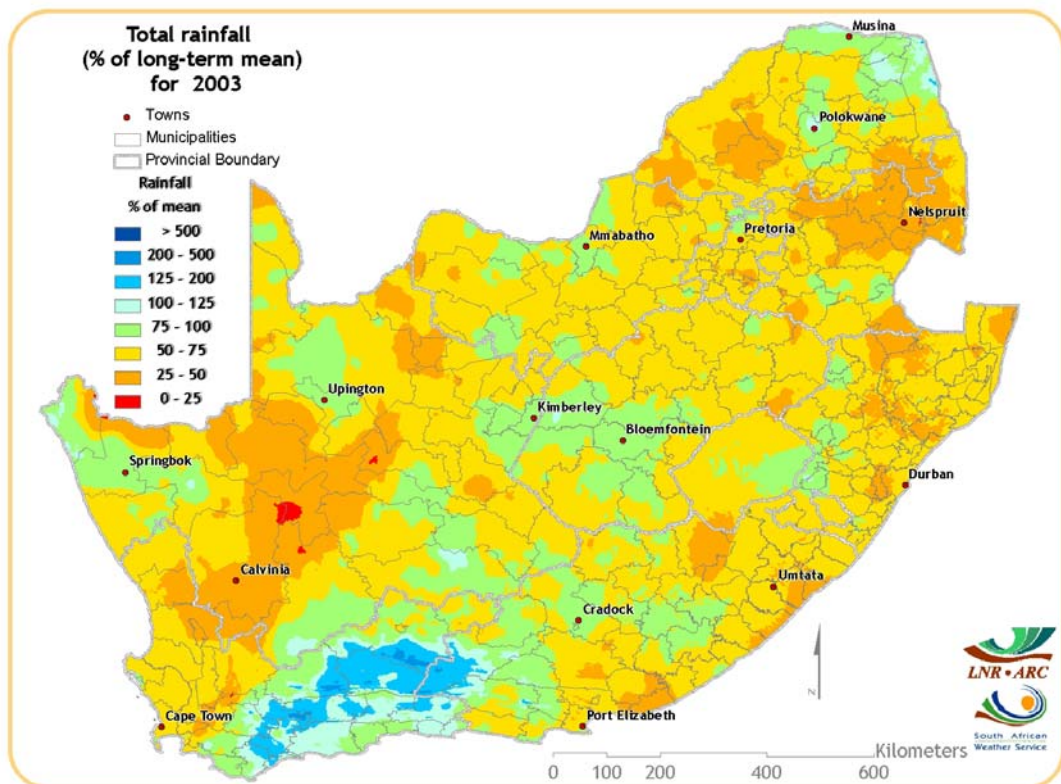 Total rainfall
(% of long-term mean)
for 2003
Towns
Municipalities
Provincial Boundary
Rainfall
% of mean
> 500
200 - 500
125 - 200
100 - 125
75 - 100
50 - 75
25 - 50
0 - 25
Musina
Polokwane
Nelspruit
Pretoria
Mmabatho
Upington
Kimberley
Bloemfontein
Springbok
Durban
Calvinia
Umtata
Cradock
Cape Town
Port Elizabeth
N
LNR • ARC
South African
Weather Service
Kilometers
0 100 200 400 600